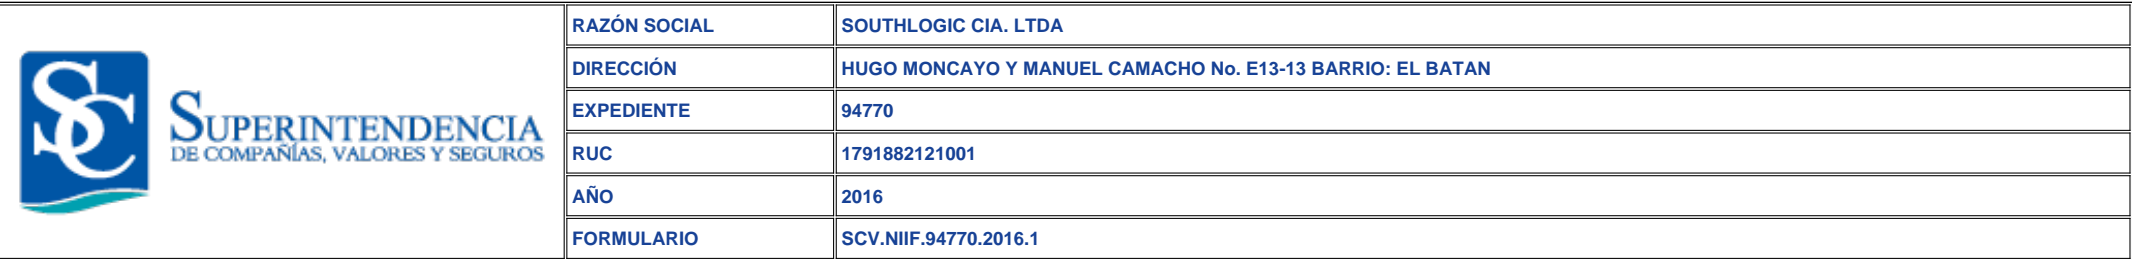 SC
SUPERINTENDENCIA
DE COMPAÑÍAS, VALORES Y SEGUROS
RAZÓN SOCIAL SOUTHLOGIC CIA. LTDA
DIRECCIÓN HUGO MONCAYO Y MANUEL CAMACHO No. E13-13 BARRIO: EL BATAN
EXPEDIENTE 94770
RUC 1791882121001
AÑO 2016
FORMULARIO SCV.NIIF.94770.2016.1